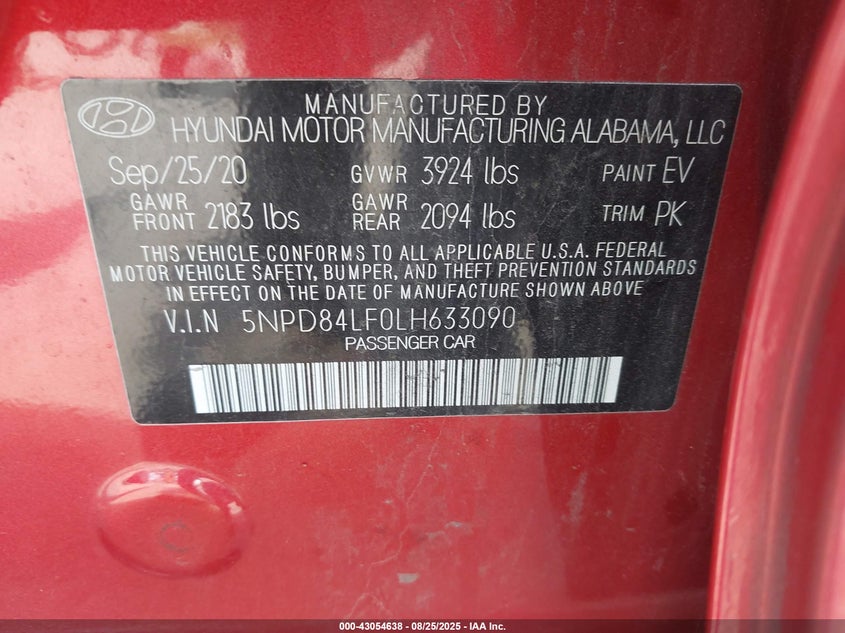 MANUFACTURED BY
HYUNDAI MOTOR MANUFACTURING ALABAMA, LLC
Sep/25/20 GVWR 3924 lbs PAINT EV
GAWR FRONT 2183 lbs GAWR REAR 2094 lbs TRIM PK
THIS VEHICLE CONFORMS TO ALL APPLICABLE U.S.A. FEDERAL
MOTOR VEHICLE SAFETY, BUMPER, AND THEFT PREVENTION STANDARDS
IN EFFECT ON THE DATE OF MANUFACTURE SHOWN ABOVE
V.I.N 5NPD84LF0LH633090
PASSENGER CAR
000-43054638 - 08/25/2025 - IAA Inc.